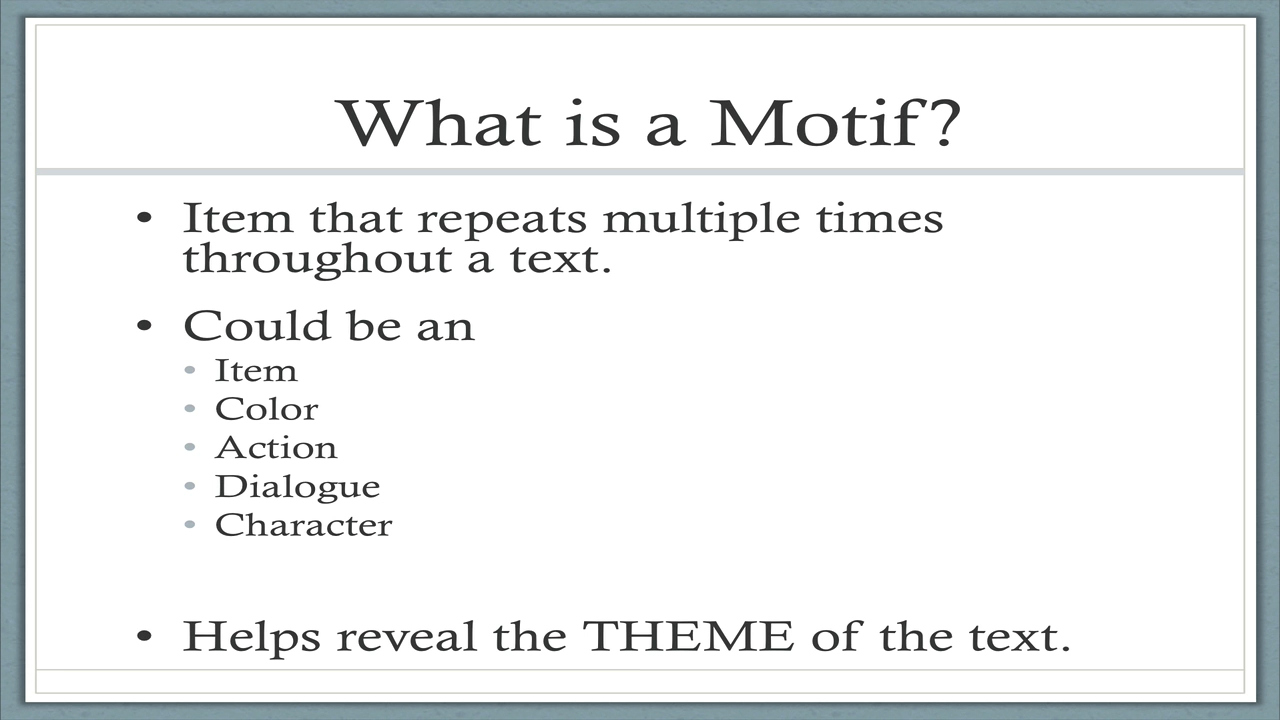 What is a Motif?
• Item that repeats multiple times
throughout a text.
• Could be an
• Item
• Color
• Action
• Dialogue
• Character
• Helps reveal the THEME of the text.